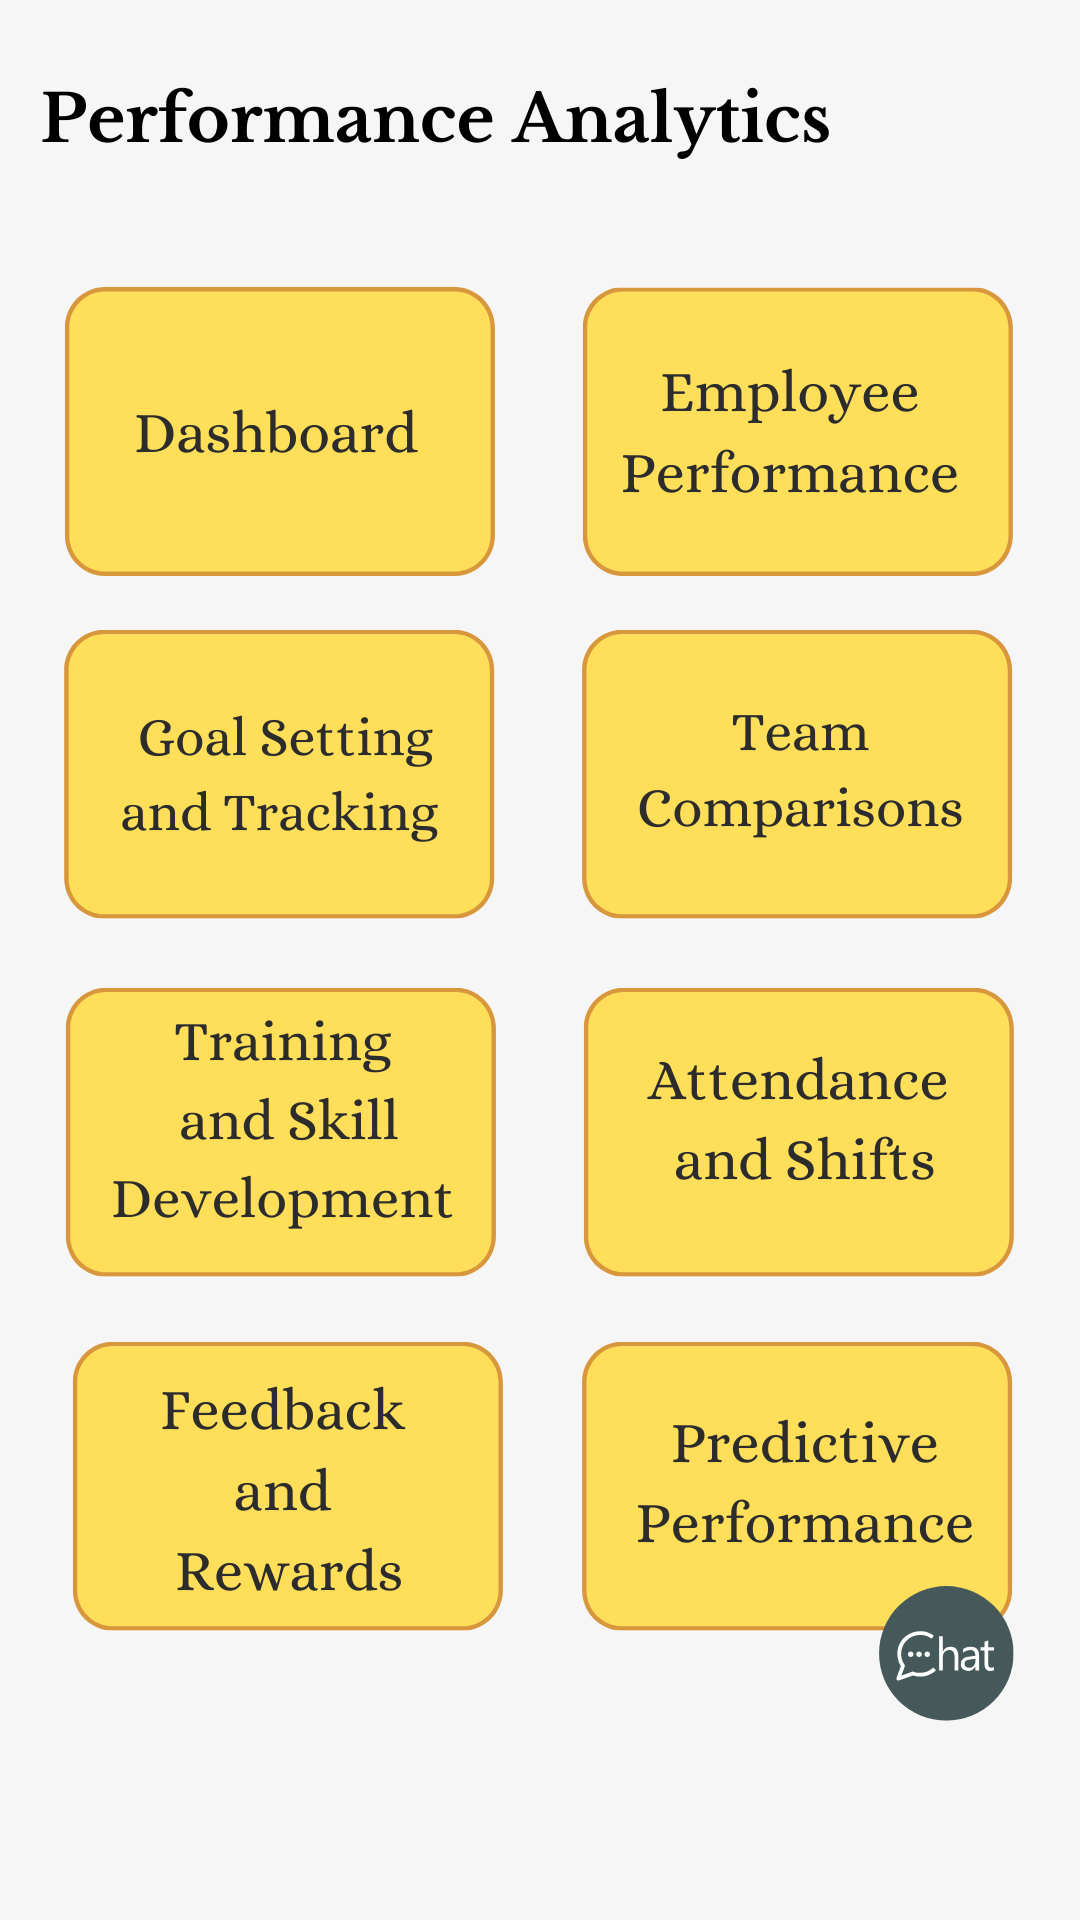 Performance Analytics
Dashboard
Employee
Performance
Goal Setting
and Tracking
Team
Comparisons
Training
and Skill
Development
Attendance
and Shifts
Feedback
and
Rewards
Predictive
Performance
Chat